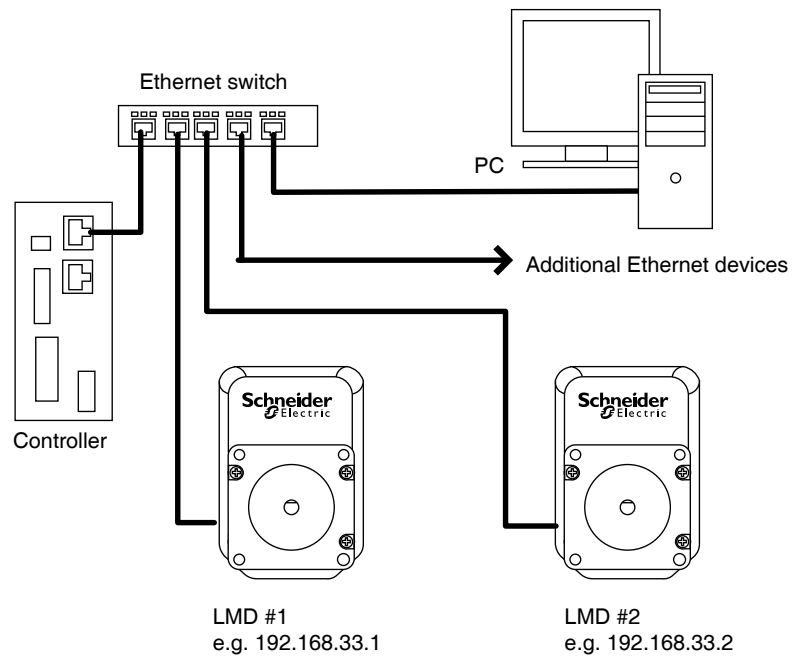 Ethernet switch
PC
Additional Ethernet devices
Controller
Schneider
Electric
Schneider
Electric
LMD #1
e.g. 192.168.33.1
LMD #2
e.g. 192.168.33.2